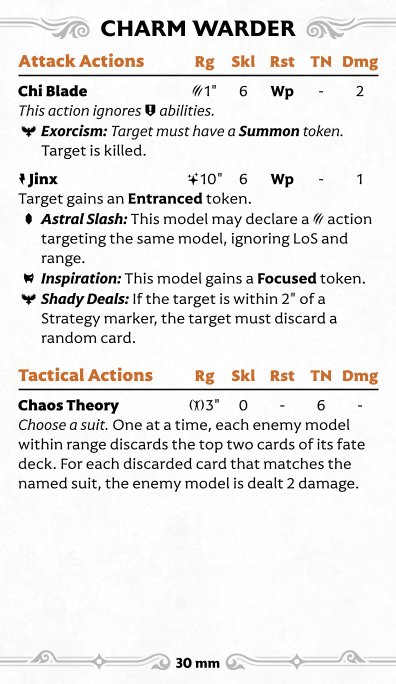 CHARM WARDER
Attack Actions Rg Skl Rst TN Dmg
Chi Blade 1" 6 Wp - 2
This action ignores abilities.
Exorcism: Target must have a Summon token.
Target is killed.
Jinx 10" 6 Wp - 1
Target gains an Entranced token.
Astral Slash: This model may declare a action
targeting the same model, ignoring LoS and
range.
Inspiration: This model gains a Focused token.
Shady Deals: If the target is within 2" of a
Strategy marker, the target must discard a
random card.
Tactical Actions Rg Skl Rst TN Dmg
Chaos Theory 3" 0 - 6 -
Choose a suit. One at a time, each enemy model
within range discards the top two cards of its fate
deck. For each discarded card that matches the
named suit, the enemy model is dealt 2 damage.
30 mm